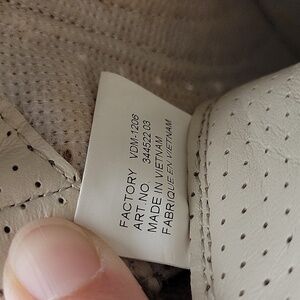 FACTORY VDM-1206
ART.NO 344522 03
MADE IN VIETNAM
FABRIQUE EN VIETNAM